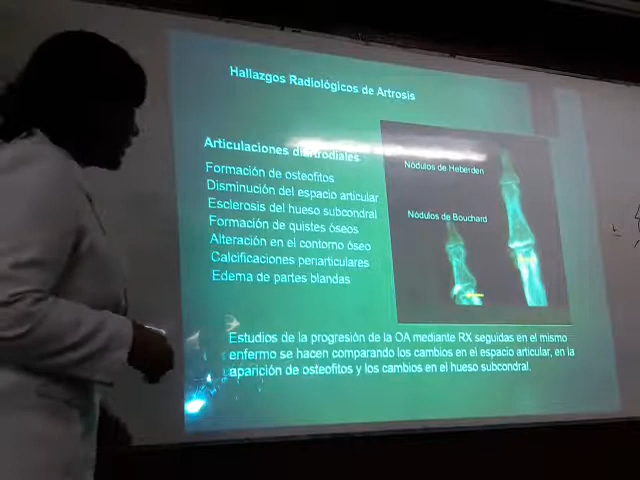 Hallazgos Radiológicos de Artrosis
Articulaciones diartrodiales
Formación de osteofitos
Disminución del espacio articular
Esclerosis del hueso subcondral
Formación de quistes óseos
Alteración en el contorno óseo
Calcificaciones periarticulares
Edema de partes blandas
Nódulos de Heberden
Nódulos de Bouchard
Estudios de la progresión de la OA mediante RX seguidas en el mismo
enfermo se hacen comparando los cambios en el espacio articular, en la
aparición de osteofitos y los cambios en el hueso subcondral.